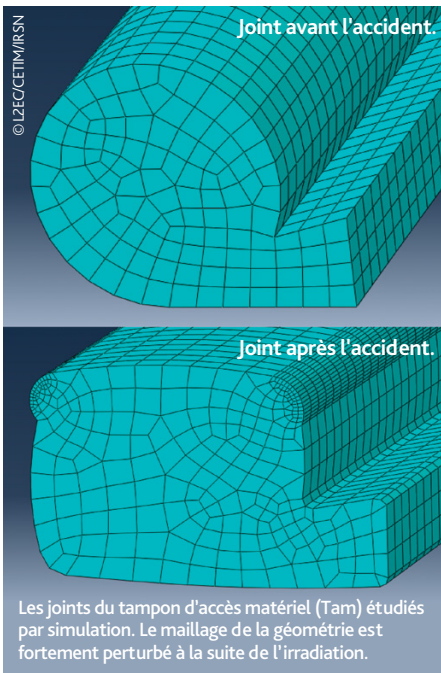 Joint avant l'accident.
© L2EC/CETIM/IRSN
Joint après l'accident.
Les joints du tampon d'accès matériel (Tam) étudiés
par simulation. Le maillage de la géométrie est
fortement perturbé à la suite de l'irradiation.